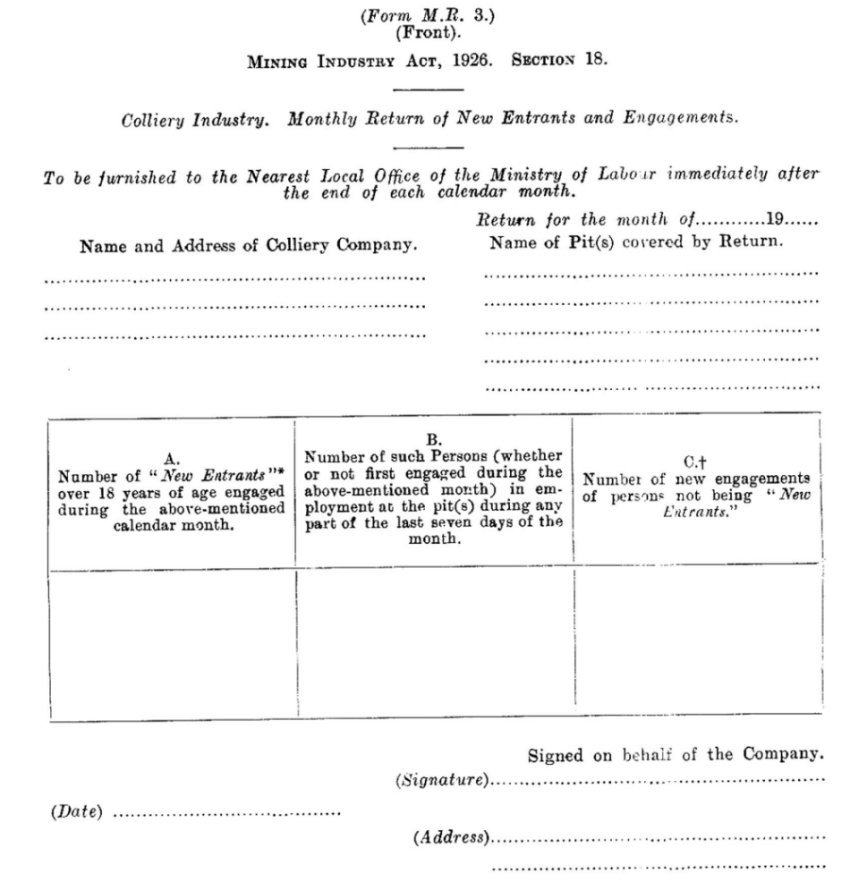 (Form M.R. 3.)
(Front).
Mining Industry Act, 1926. Section 18.
Colliery Industry. Monthly Return of New Entrants and Engagements.
To be furnished to the Nearest Local Office of the Ministry of Labour immediately after
the end of each calendar month.
Return for the month of............19......
Name and Address of Colliery Company.
Name of Pit(s) covered by Return.
A.
Number of "New Entrants"*
over 18 years of age engaged
during the above-mentioned
calendar month.
B.
Number of such Persons (whether
or not first engaged during the
above-mentioned month) in em-
ployment at the pit(s) during any
part of the last seven days of the
month.
C.†
Number of new engagements
of persons not being "New
Entrants."
Signed on behalf of the Company.
(Signature)................................................
(Date) ....................................
(Address)................................................